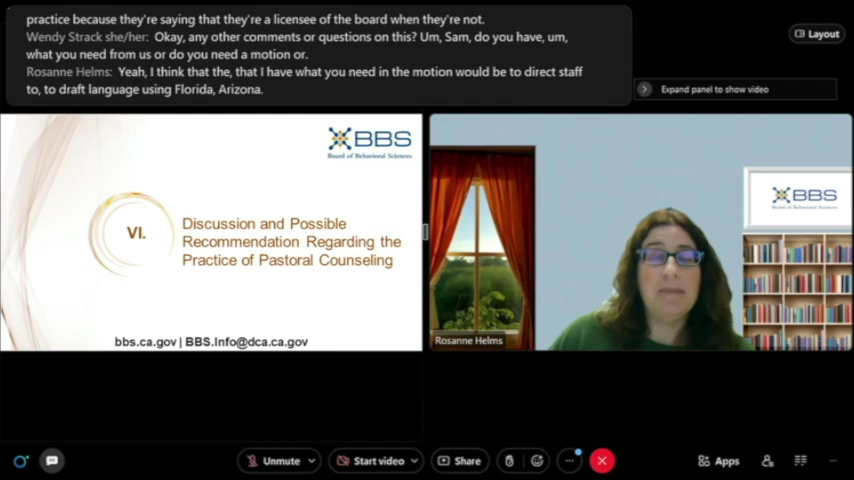 practice because they're saying that they're a licensee of the board when they're not.
Wendy Strack she/her: Okay, any other comments or questions on this? Um, Sam, do you have, um,
what you need from us or do you need a motion or.
Rosanne Helms: Yeah, I think that the, that I have what you need in the motion would be to direct staff
to, to draft language using Florida, Arizona.
Layout
Expand panel to show video
BBS
Board of Behavioral Sciences
VI.
Discussion and Possible
Recommendation Regarding the
Practice of Pastoral Counseling
bbs.ca.gov | BBS.Info@dca.ca.gov
BBS
Board of Behavioral Sciences
Rosanne Helms
Unmute
Start video
Share
Apps